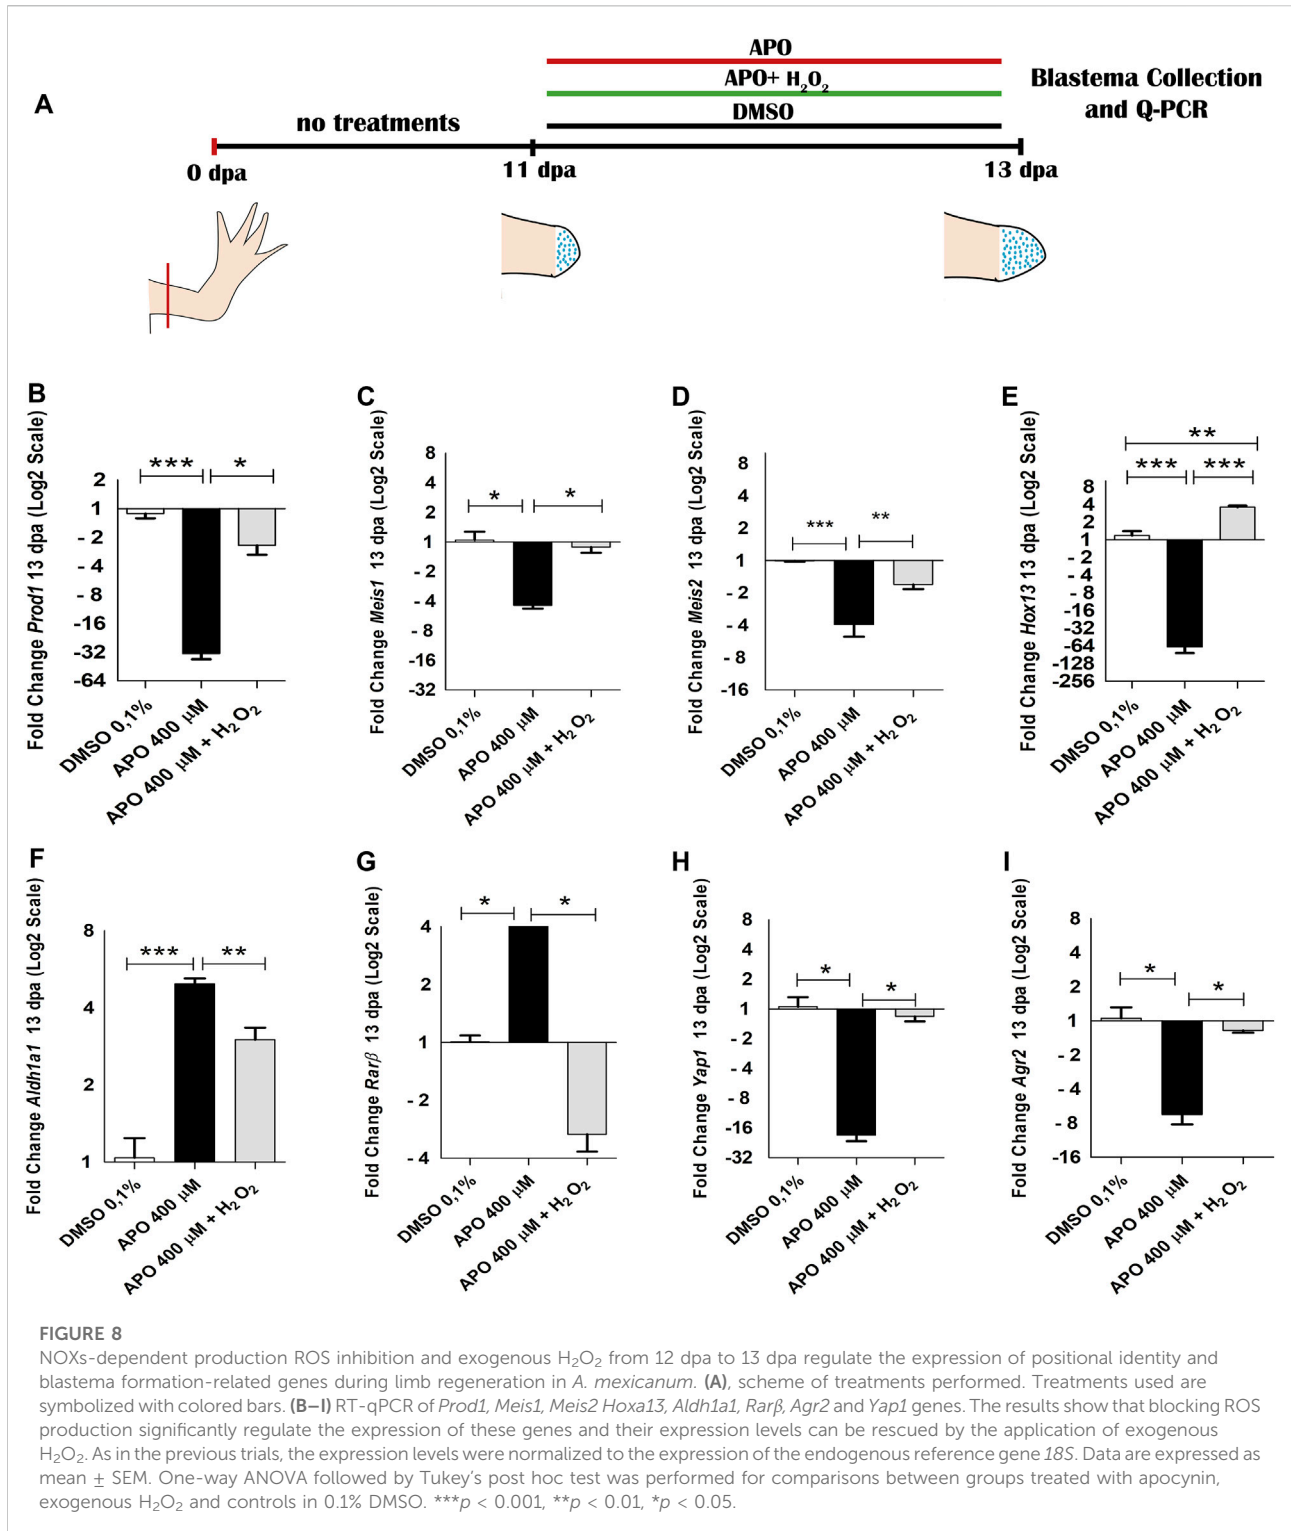 A
APO
APO+ H₂O₂
DMSO
Blastema Collection
and Q-PCR
no treatments
0 dpa
11 dpa
13 dpa
B
Fold Change Prod1 13 dpa (Log2 Scale)
2
1
- 2
- 4
- 8
-16
-32
-64
***
*
DMSO 0,1%
APO 400 µM
APO 400 µM + H₂O₂
C
Fold Change Meis1 13 dpa (Log2 Scale)
8
4
2
1
- 2
- 4
- 8
-16
-32
*
*
DMSO 0,1%
APO 400 µM
APO 400 µM + H₂O₂
D
Fold Change Meis2 13 dpa (Log2 Scale)
8
4
2
1
- 2
- 4
- 8
-16
***
**
DMSO 0,1%
APO 400 µM
APO 400 µM + H₂O₂
E
Fold Change Hox13 13 dpa (Log2 Scale)
8
4
2
1
- 2
- 4
- 8
-16
-32
-64
-128
-256
**
***
***
DMSO 0,1%
APO 400 µM
APO 400 µM + H₂O₂
F
Fold Change Aldh1a1 13 dpa (Log2 Scale)
8
4
2
1
***
**
DMSO 0,1%
APO 400 µM
APO 400 µM + H₂O₂
G
Fold Change Rarβ 13 dpa (Log2 Scale)
4
2
1
- 2
- 4
*
*
DMSO 0,1%
APO 400 µM
APO 400 µM + H₂O₂
H
Fold Change Yap1 13 dpa (Log2 Scale)
8
4
2
1
- 2
- 4
- 8
-16
-32
*
*
DMSO 0,1%
APO 400 µM
APO 400 µM + H₂O₂
I
Fold Change Agr2 13 dpa (Log2 Scale)
8
4
2
1
- 2
- 4
- 8
-16
*
*
DMSO 0,1%
APO 400 µM
APO 400 µM + H₂O₂
FIGURE 8
NOXs-dependent production ROS inhibition and exogenous H₂O₂ from 12 dpa to 13 dpa regulate the expression of positional identity and
blastema formation-related genes during limb regeneration in A. mexicanum. (A), scheme of treatments performed. Treatments used are
symbolized with colored bars. (B–I) RT-qPCR of Prod1, Meis1, Meis2 Hoxa13, Aldh1a1, Rarβ, Agr2 and Yap1 genes. The results show that blocking ROS
production significantly regulate the expression of these genes and their expression levels can be rescued by the application of exogenous
H₂O₂. As in the previous trials, the expression levels were normalized to the expression of the endogenous reference gene 18S. Data are expressed as
mean ± SEM. One-way ANOVA followed by Tukey's post hoc test was performed for comparisons between groups treated with apocynin,
exogenous H₂O₂ and controls in 0.1% DMSO. ***p < 0.001, **p < 0.01, *p < 0.05.